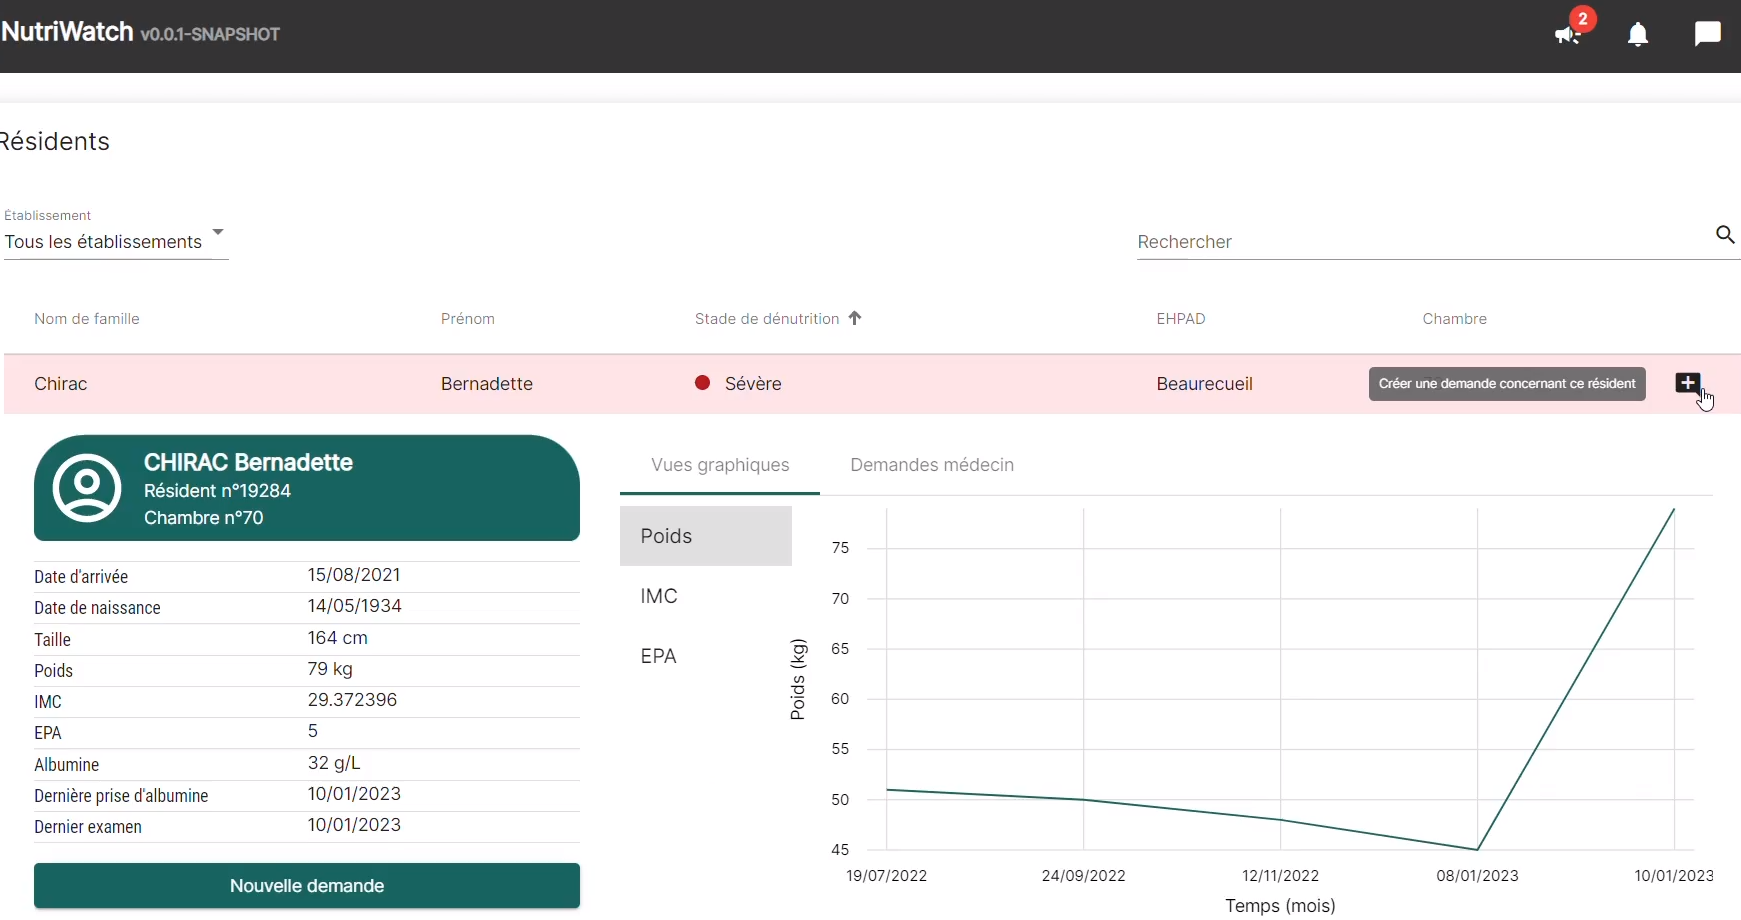 NutriWatch v0.0.1-SNAPSHOT
2
Résidents
Établissement
Tous les établissements
Rechercher
Nom de famille Prénom Stade de dénutrition EHPAD Chambre
Chirac Bernadette Sévère Beaurecueil Créer une demande concernant ce résident
CHIRAC Bernadette
Résident n°19284
Chambre n°70
Date d'arrivée 15/08/2021
Date de naissance 14/05/1934
Taille 164 cm
Poids 79 kg
IMC 29.372396
EPA 5
Albumine 32 g/L
Dernière prise d'albumine 10/01/2023
Dernier examen 10/01/2023
Nouvelle demande
Vues graphiques Demandes médecin
Poids
IMC
EPA
Poids (kg)
75
70
65
60
55
50
45
19/07/2022 24/09/2022 12/11/2022 08/01/2023 10/01/2023
Temps (mois)